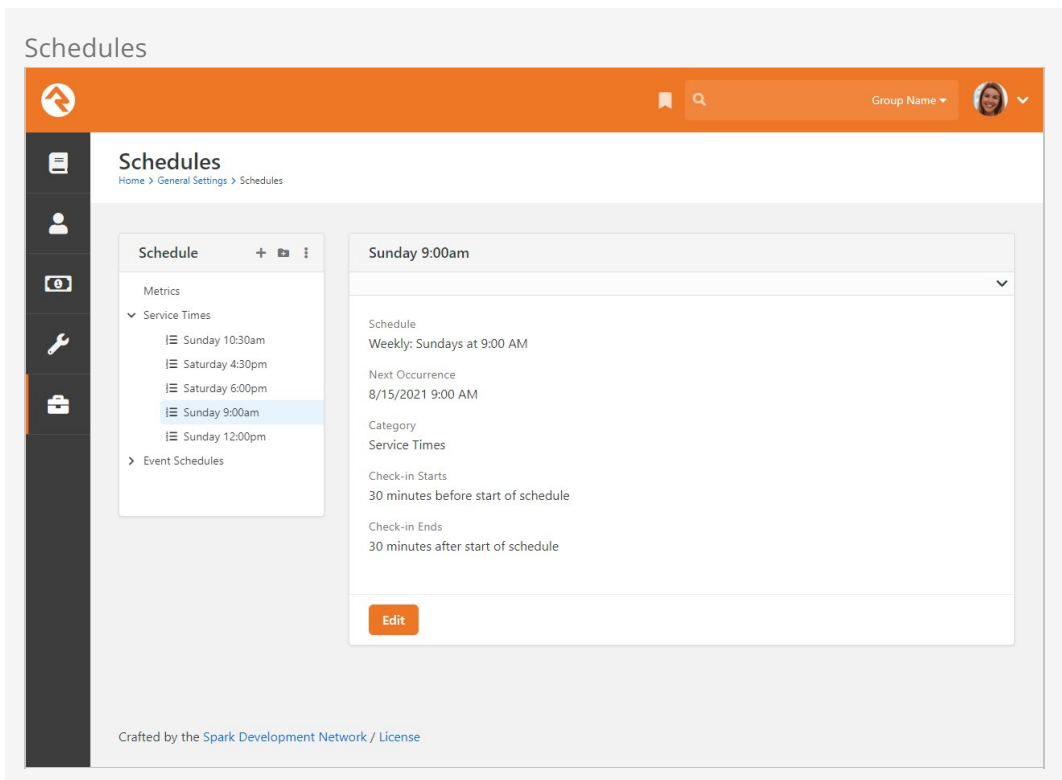 Schedules
Group Name
Schedules
Home > General Settings > Schedules
Schedule
Metrics
Service Times
Sunday 10:30am
Saturday 4:30pm
Saturday 6:00pm
Sunday 9:00am
Sunday 12:00pm
Event Schedules
Sunday 9:00am
Schedule
Weekly: Sundays at 9:00 AM
Next Occurrence
8/15/2021 9:00 AM
Category
Service Times
Check-in Starts
30 minutes before start of schedule
Check-in Ends
30 minutes after start of schedule
Edit
Crafted by the Spark Development Network / License